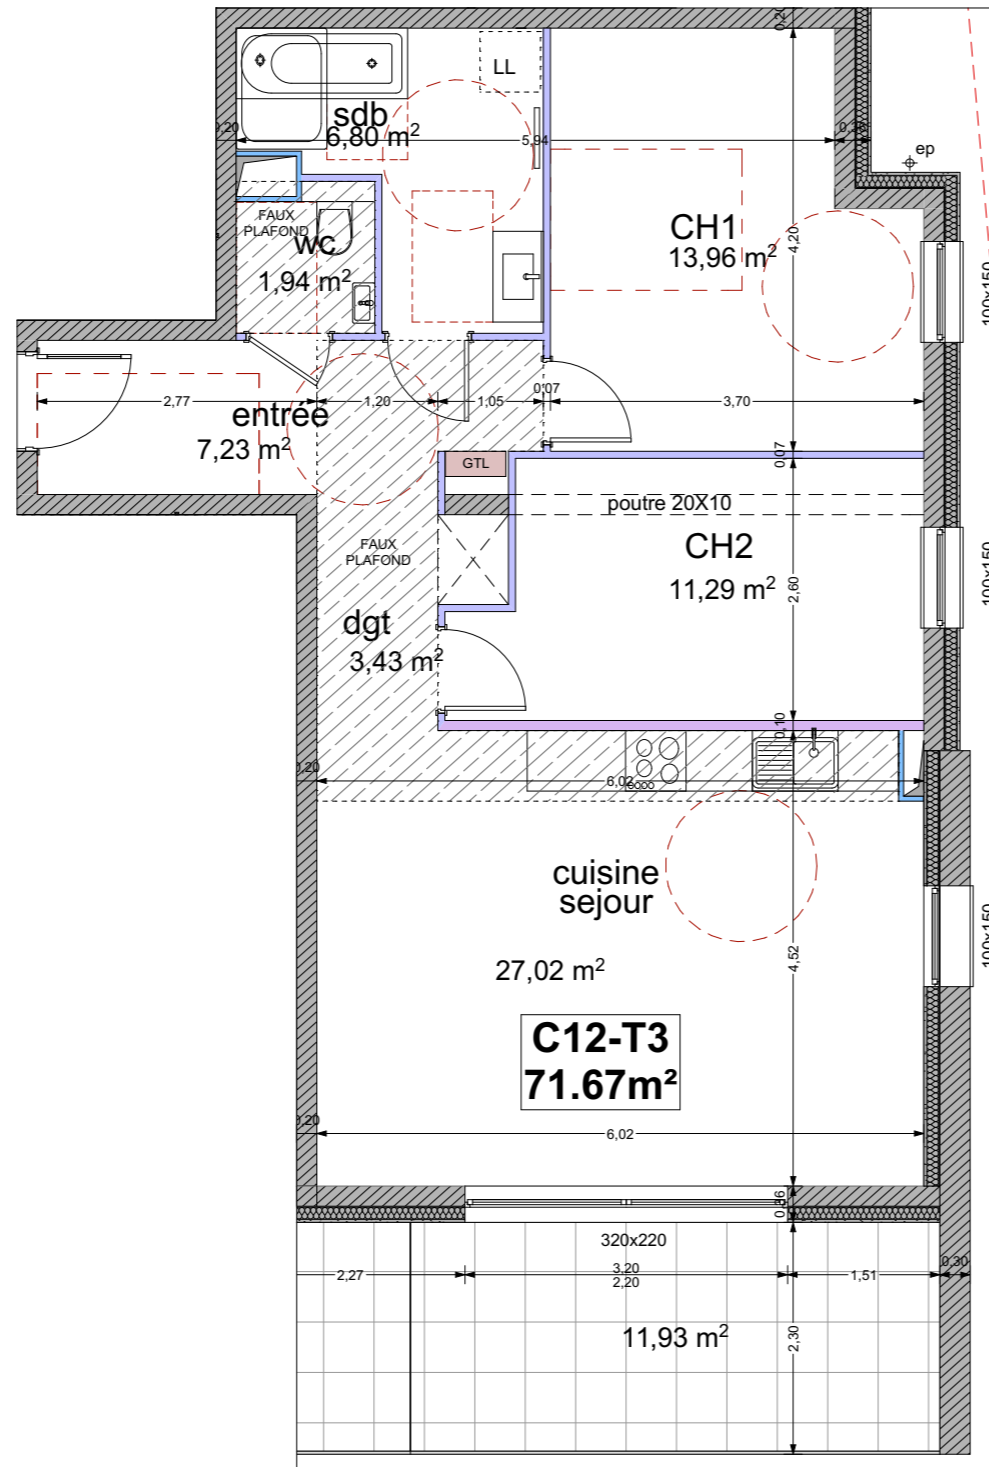 0,20
LL
sdb
6,80 m²
0,20
5,94
0,36
ep
FAUX
PLAFOND
wc
1,94 m²
CH1
13,96 m²
4,20
100x150
2,77
1,20
1,05
0,07
3,70
entrée
7,23 m²
GTL
0,07
poutre 20X10
FAUX
PLAFOND
CH2
11,29 m²
2,60
100x150
dgt
3,43 m²
0,10
0,20
6,02
cuisine
sejour
4,52
100x150
27,02 m²
C12-T3
71.67m²
0,20
6,02
0,36
320x220
2,27
3,20
2,20
1,51
0,30
11,93 m²
2,30